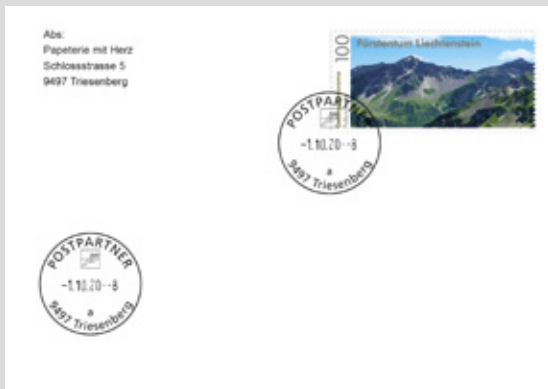 Abs:
Papeterie mit Herz
Schlossstrasse 5
9497 Triesenberg
100
Fürstentum Liechtenstein
POSTPARTNER
-1.10.20--8
a
9497 Triesenberg
POSTPARTNER
-1.10.20--8
a
9497 Triesenberg